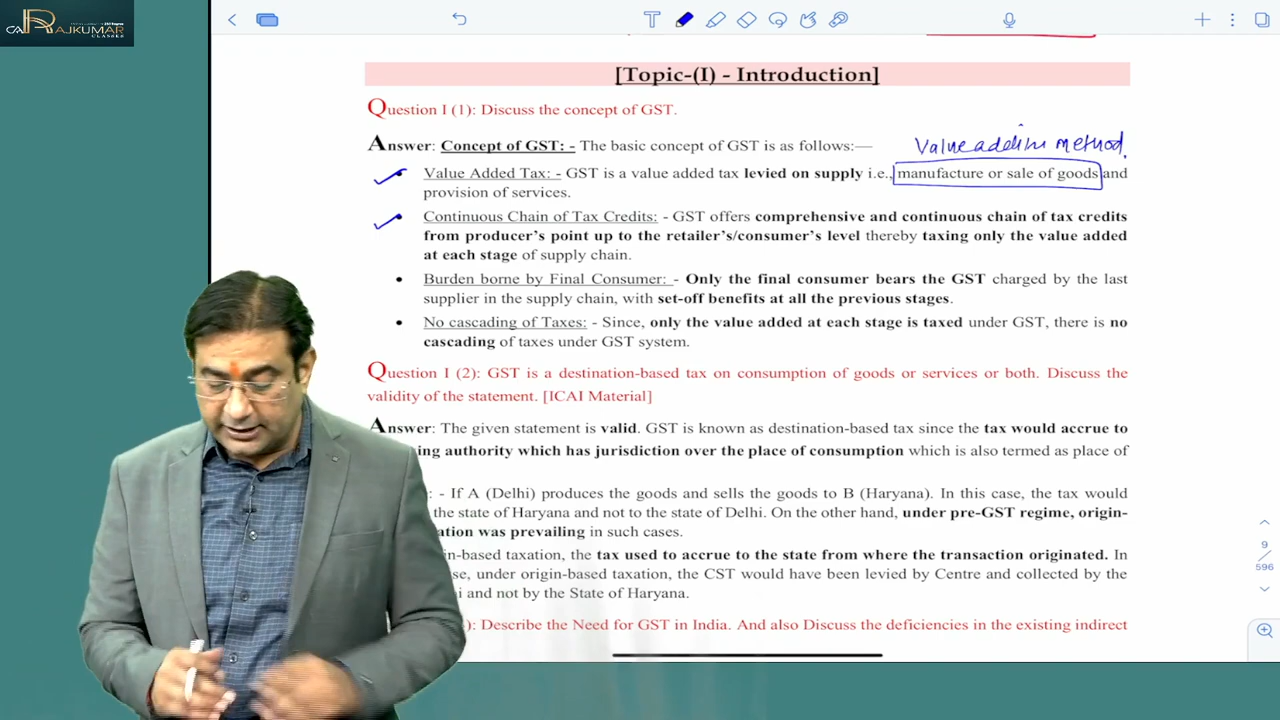 RAJKUMAR
CLASSES
[Topic-(I) - Introduction]
Question I (1): Discuss the concept of GST.
Answer: Concept of GST: - The basic concept of GST is as follows:—
Value addition method.
Value Added Tax: - GST is a value added tax levied on supply i.e., manufacture or sale of goods and
provision of services.
Continuous Chain of Tax Credits: - GST offers comprehensive and continuous chain of tax credits
from producer's point up to the retailer's/consumer's level thereby taxing only the value added
at each stage of supply chain.
• Burden borne by Final Consumer: - Only the final consumer bears the GST charged by the last
supplier in the supply chain, with set-off benefits at all the previous stages.
• No cascading of Taxes: - Since, only the value added at each stage is taxed under GST, there is no
cascading of taxes under GST system.
Question I (2): GST is a destination-based tax on consumption of goods or services or both. Discuss the
validity of the statement. [ICAI Material]
Answer: The given statement is valid. GST is known as destination-based tax since the tax would accrue to
ing authority which has jurisdiction over the place of consumption which is also termed as place of
: - If A (Delhi) produces the goods and sells the goods to B (Haryana). In this case, the tax would
the state of Haryana and not to the state of Delhi. On the other hand, under pre-GST regime, origin-
ation was prevailing in such cases.
in-based taxation, the tax used to accrue to the state from where the transaction originated. In
se, under origin-based taxation, the CST would have been levied by Centre and collected by the
i and not by the State of Haryana.
): Describe the Need for GST in India. And also Discuss the deficiencies in the existing indirect
9
596